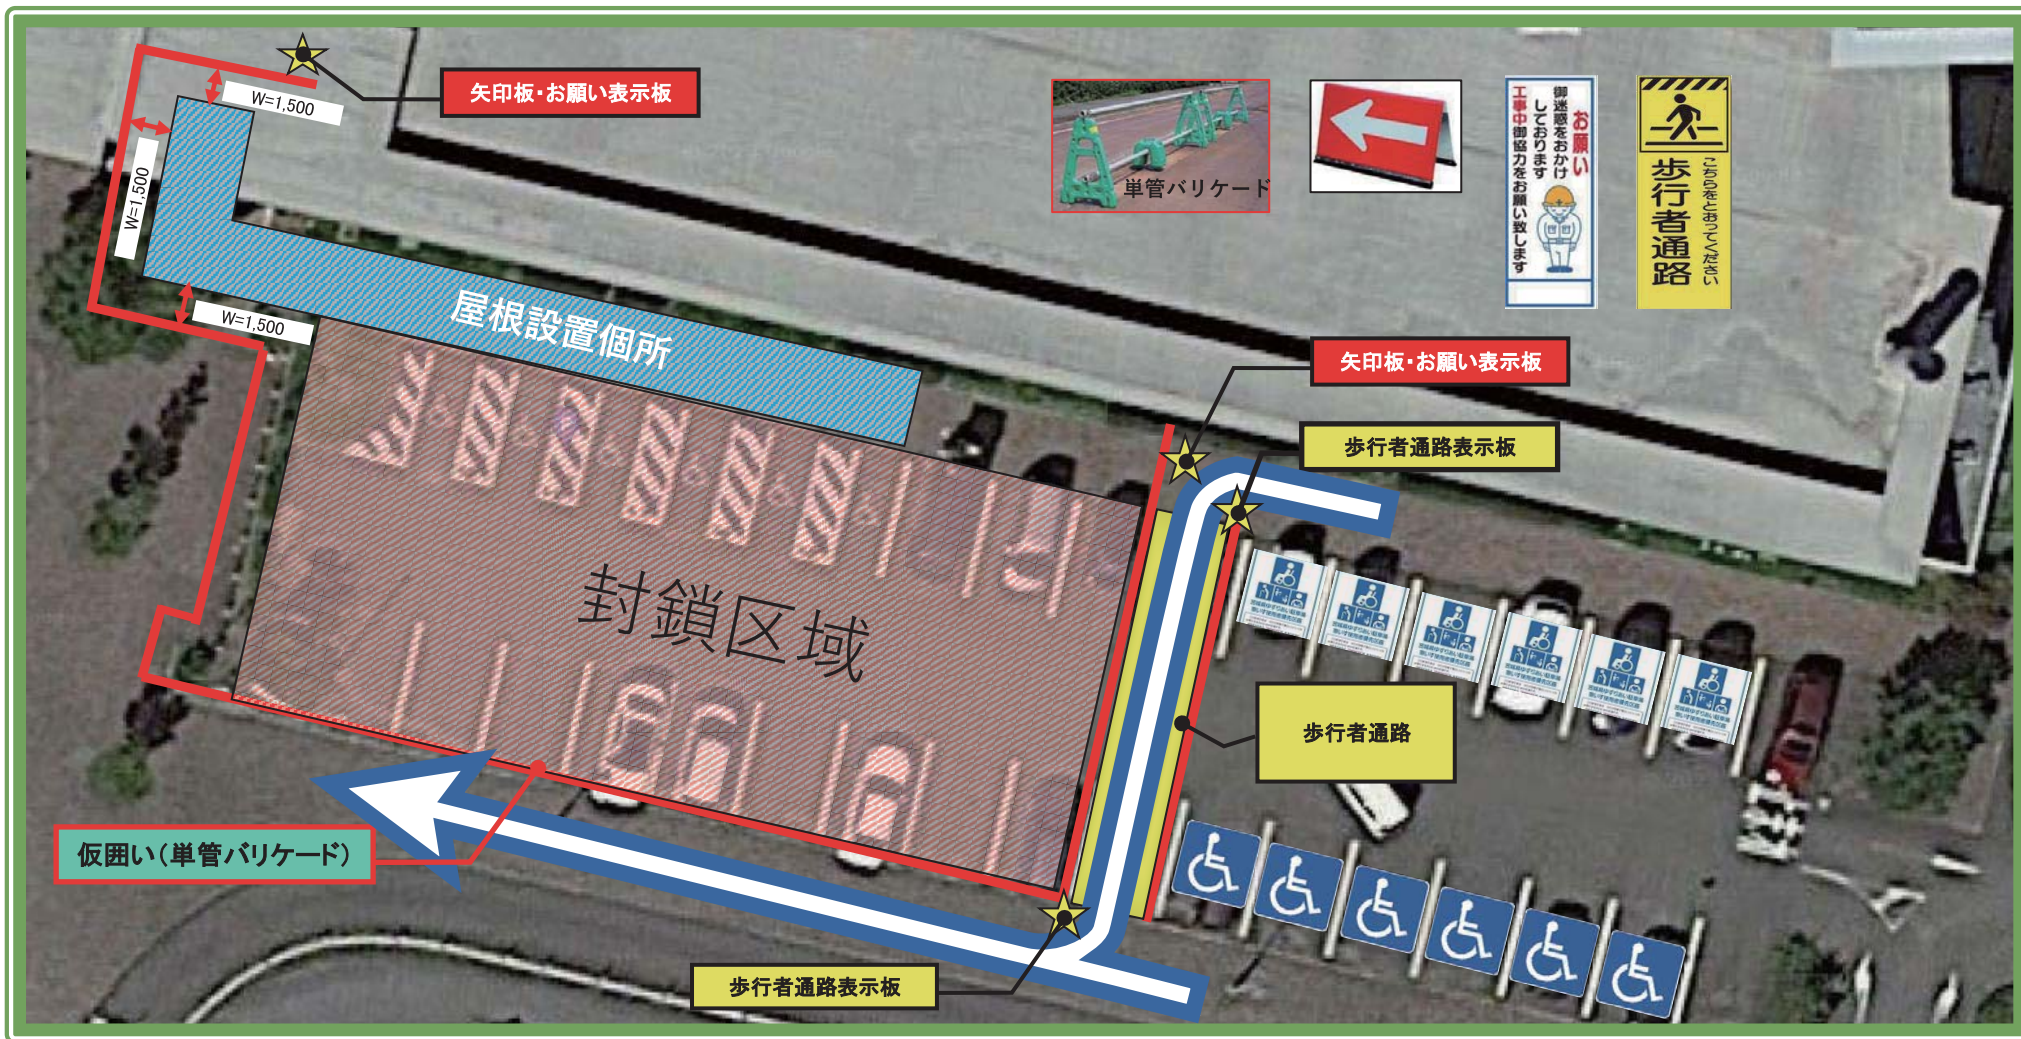 矢印板・お願い表示板
W=1,500
W=1,500
W=1,500
屋根設置個所
単管バリケード
お願い
御迷惑をおかけ
しております
工事中御協力をお願い致します
こちらをとおってください
歩行者通路
矢印板・お願い表示板
歩行者通路表示板
封鎖区域
歩行者通路
仮囲い（単管バリケード）
歩行者通路表示板